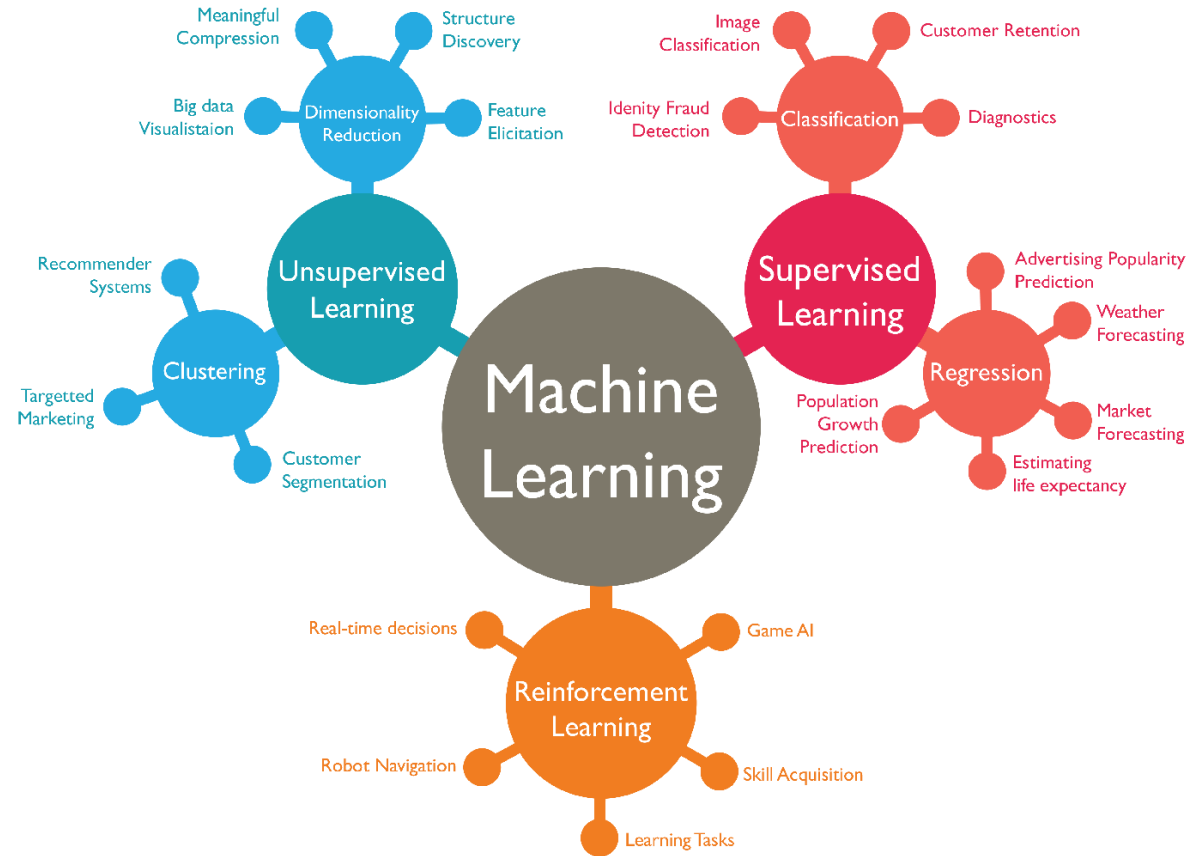 Meaningful
Compression
Structure
Discovery
Big data
Visualistaion
Dimensionality
Reduction
Feature
Elicitation
Image
Classification
Customer Retention
Idenity Fraud
Detection
Classification
Diagnostics
Recommender
Systems
Unsupervised
Learning
Clustering
Targetted
Marketing
Customer
Segmentation
Machine
Learning
Supervised
Learning
Advertising Popularity
Prediction
Weather
Forecasting
Regression
Population
Growth
Prediction
Market
Forecasting
Estimating
life expectancy
Real-time decisions
Game AI
Reinforcement
Learning
Robot Navigation
Skill Acquisition
Learning Tasks